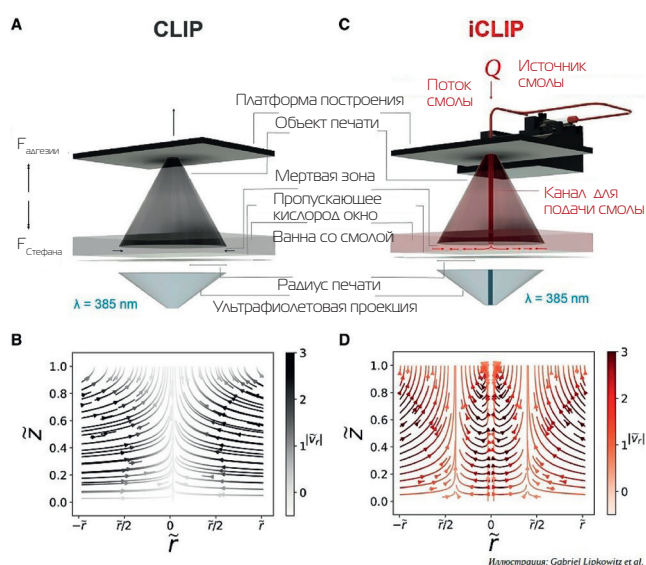 A
CLIP
C
iCLIP
Q
Источник
смолы
Поток
смолы
Платформа построения
Объект печати
Fадгезии
Мертвая зона
Пропускающее
кислород окно
Канал для
подачи смолы
Ванна со смолой
FСтефана
Радиус печати
λ = 385 nm
Ультрафиолетовая проекция
λ = 385 nm
B
D
1.0
0.8
0.6
0.4
0.2
0.0
z̃
−r̃
r̃/2
0
r̃/2
r̃
r̃
3
2
1
0
|ṽr|
1.0
0.8
0.6
0.4
0.2
0.0
z̃
−r̃
r̃/2
0
r̃/2
r̃
r̃
3
2
1
0
|ṽr|
Иллюстрация: Gabriel Lipkowitz et al.